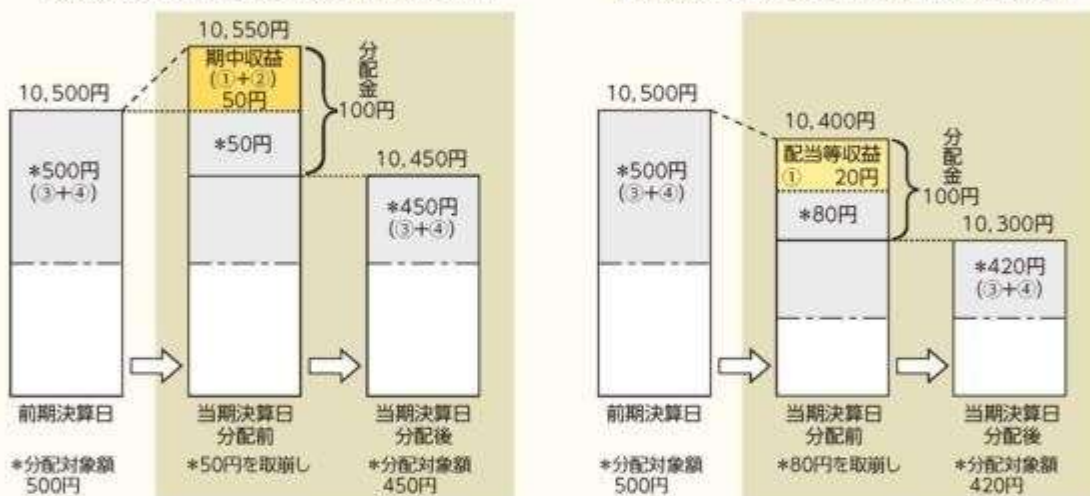 10,550円
期中収益
(①+②)
50円
分配金
100円
10,500円
*50円
10,450円
*500円
(③+④)
*450円
(③+④)
前期決算日
当期決算日
分配前
当期決算日
分配後
*分配対象額
500円
*50円を取崩し
*分配対象額
450円
10,500円
10,400円
配当等収益
① 20円
分配金
100円
*500円
(③+④)
*80円
10,300円
*420円
(③+④)
前期決算日
当期決算日
分配前
当期決算日
分配後
*分配対象額
500円
*80円を取崩し
*分配対象額
420円